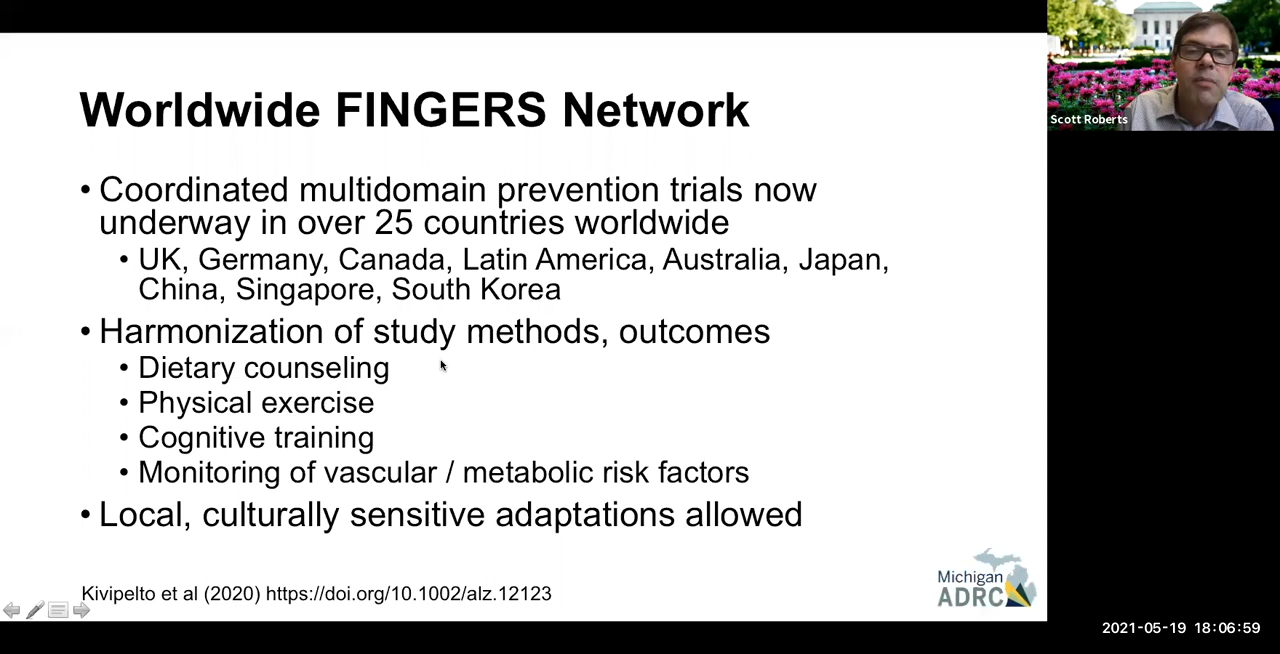 Worldwide FINGERS Network
• Coordinated multidomain prevention trials now
underway in over 25 countries worldwide
• UK, Germany, Canada, Latin America, Australia, Japan,
China, Singapore, South Korea
• Harmonization of study methods, outcomes
• Dietary counseling
• Physical exercise
• Cognitive training
• Monitoring of vascular / metabolic risk factors
• Local, culturally sensitive adaptations allowed
Kivipelto et al (2020) https://doi.org/10.1002/alz.12123
Michigan
ADRC
Scott Roberts
2021-05-19 18:06:59